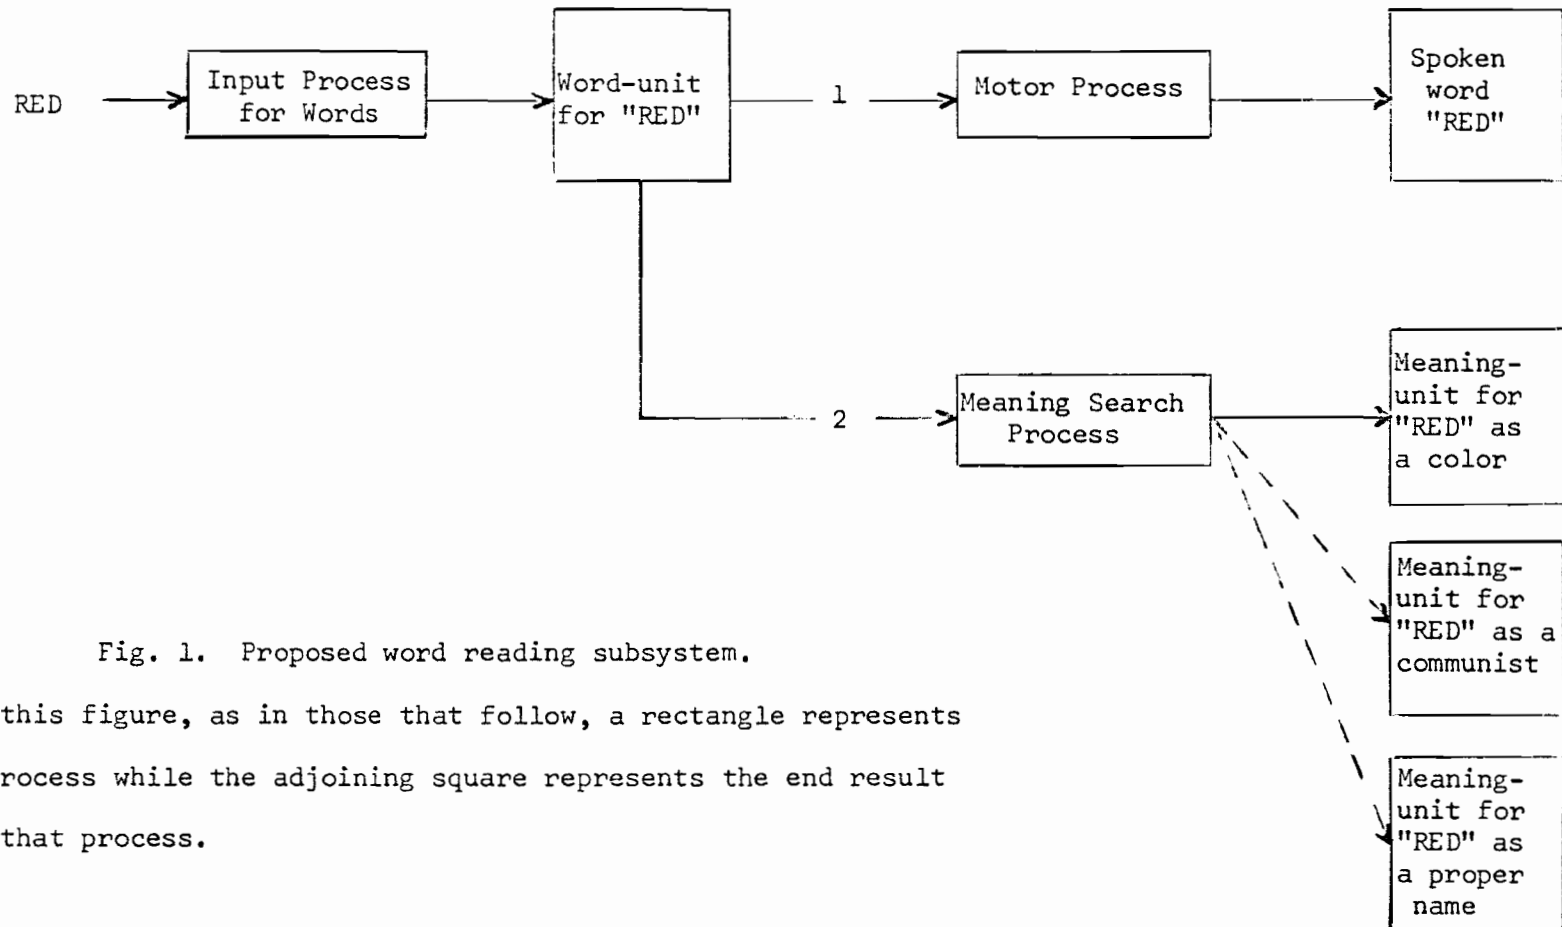 RED
Input Process
for Words
Word-unit
for "RED"
1
Motor Process
Spoken
word
"RED"
2
Meaning Search
Process
Meaning-
unit for
"RED" as
a color
Meaning-
unit for
"RED" as a
communist
Meaning-
unit for
"RED" as
a proper
name
Fig. 1. Proposed word reading subsystem.
this figure, as in those that follow, a rectangle represents
rocess while the adjoining square represents the end result
that process.